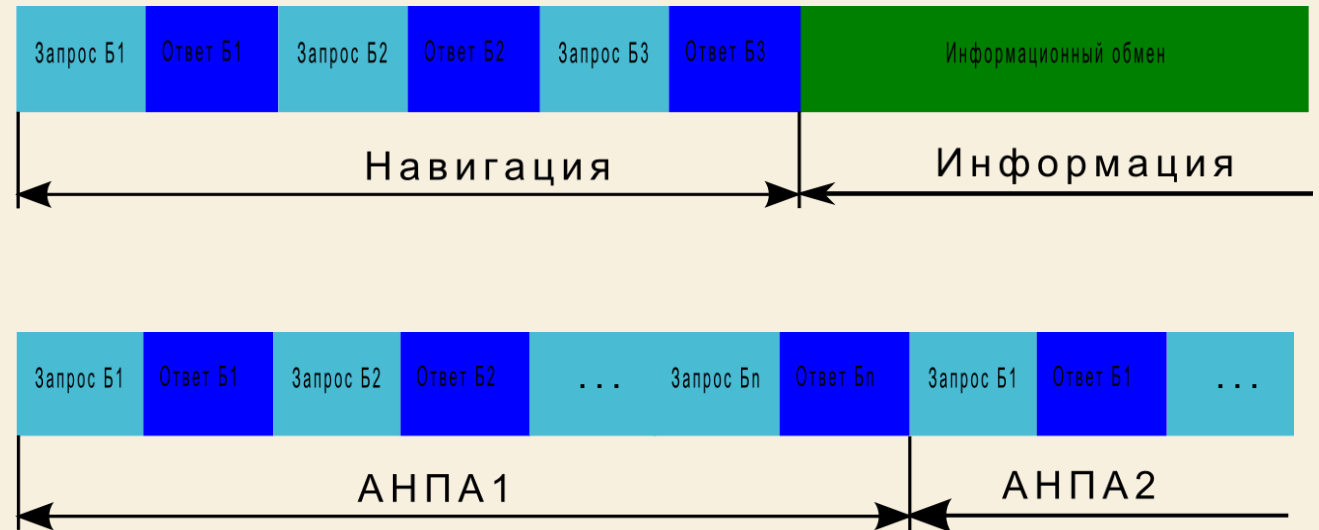 Запрос Б1 Ответ Б1 Запрос Б2 Ответ Б2 Запрос Б3 Ответ Б3 Информационный обмен
Навигация Информация
Запрос Б1 Ответ Б1 Запрос Б2 Ответ Б2 ... Запрос Бn Ответ Бn Запрос Б1 Ответ Б1 ...
АНПА1 АНПА2